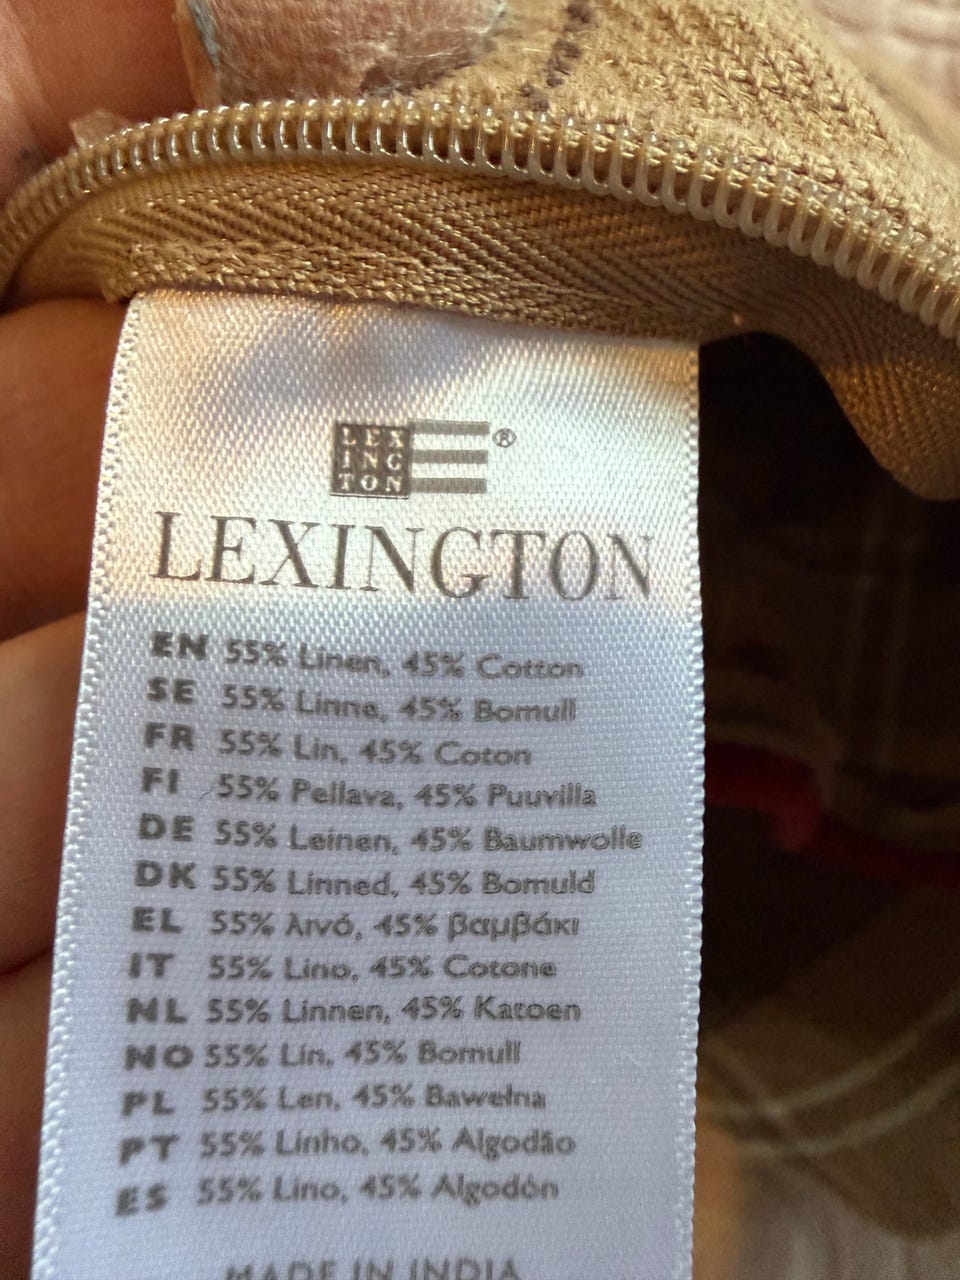 LEX
ING
TON
®
LEXINGTON
EN 55% Linen, 45% Cotton
SE 55% Linne, 45% Bomull
FR 55% Lin, 45% Coton
FI 55% Pellava, 45% Puuvilla
DE 55% Leinen, 45% Baumwolle
DK 55% Linned, 45% Bomuld
EL 55% λινό, 45% βαμβάκι
IT 55% Lino, 45% Cotone
NL 55% Linnen, 45% Katoen
NO 55% Lin, 45% Bomull
PL 55% Len, 45% Bawełna
PT 55% Linho, 45% Algodão
ES 55% Lino, 45% Algodón
MADE IN INDIA